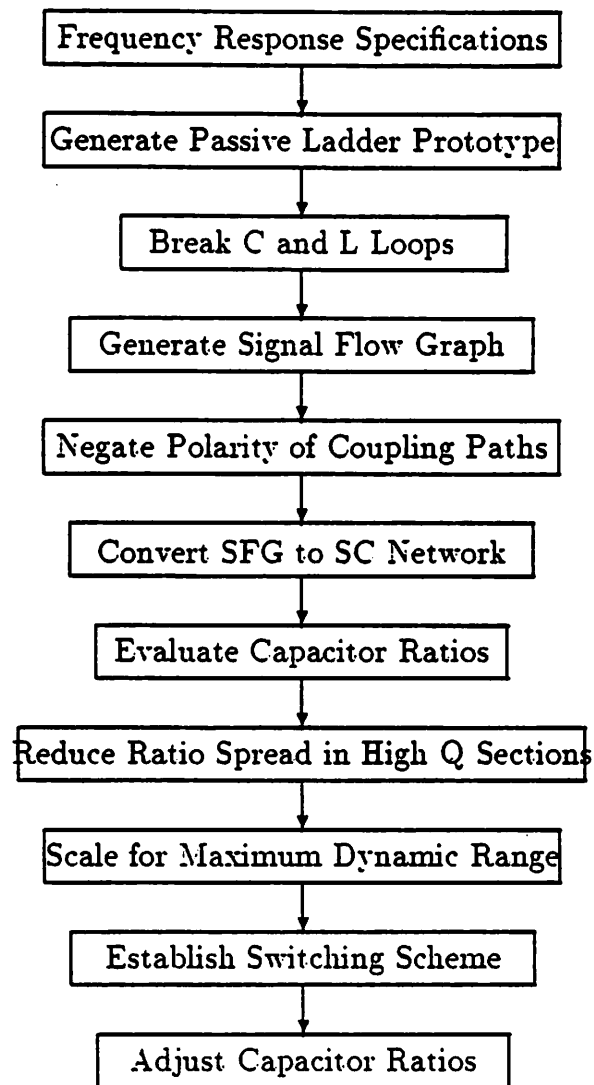 Frequency Response Specifications
Generate Passive Ladder Prototype
Break C and L Loops
Generate Signal Flow Graph
Negate Polarity of Coupling Paths
Convert SFG to SC Network
Evaluate Capacitor Ratios
Reduce Ratio Spread in High Q Sections
Scale for Maximum Dynamic Range
Establish Switching Scheme
Adjust Capacitor Ratios